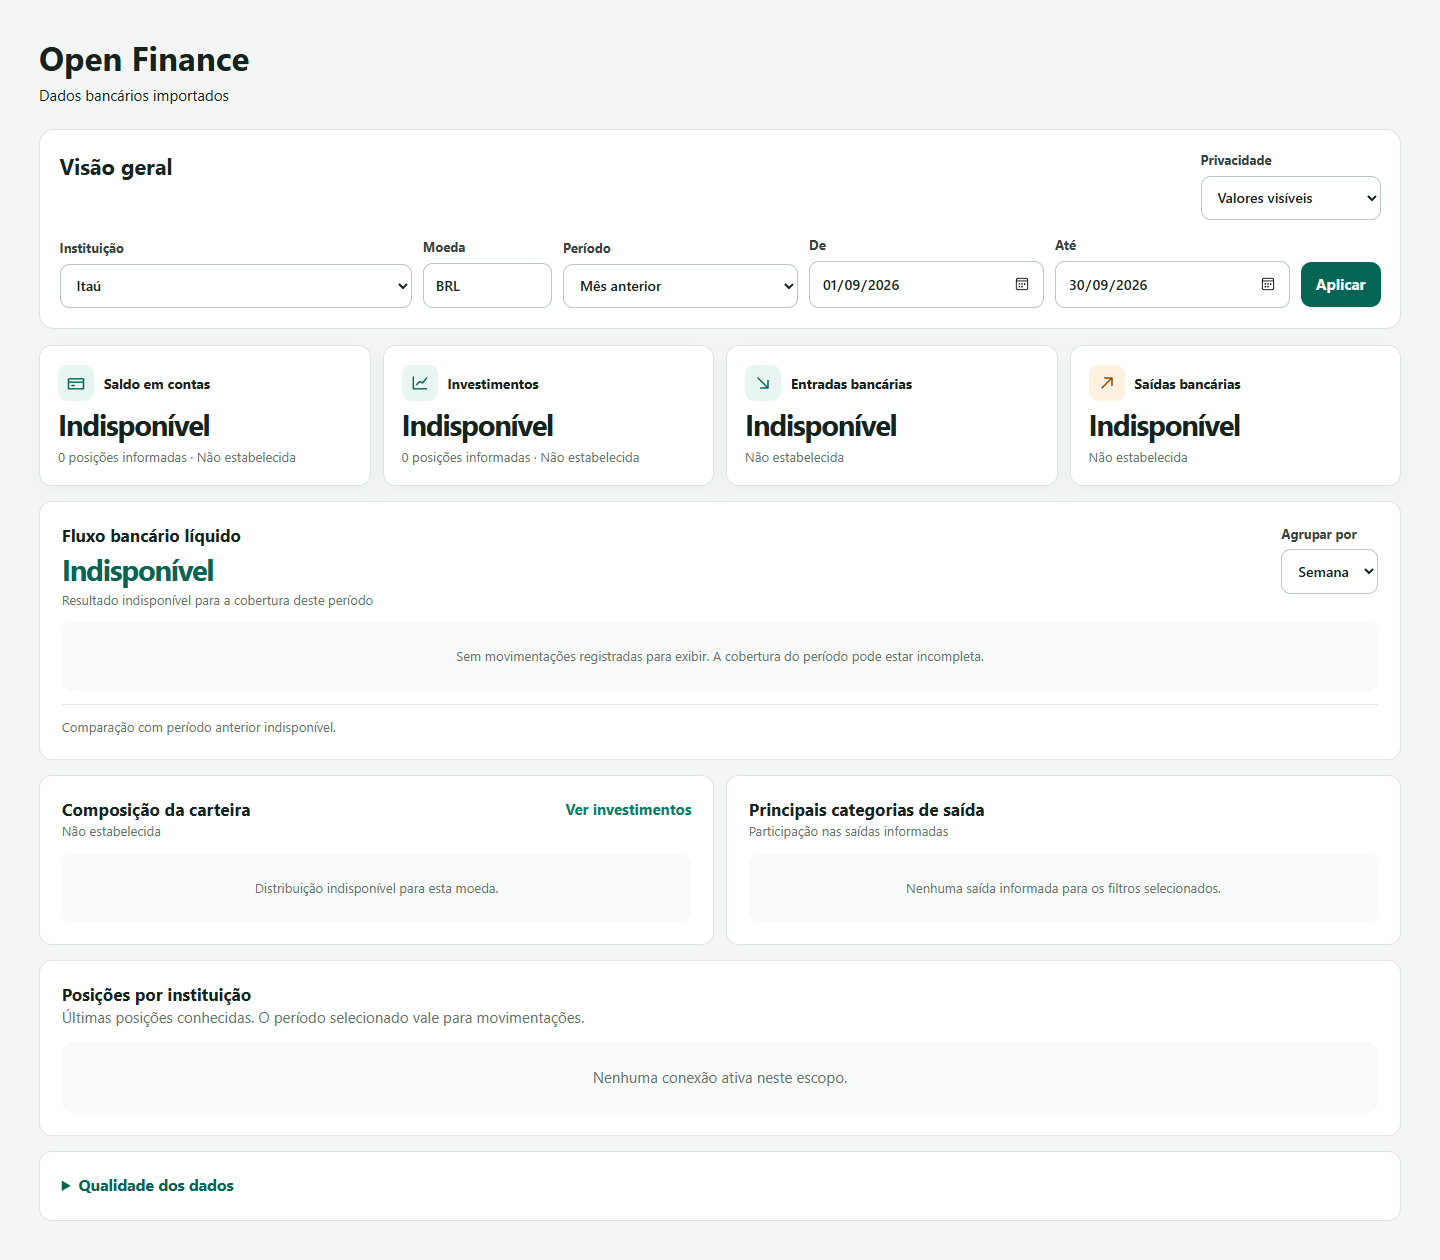 Open Finance
Dados bancários importados
Visão geral
Privacidade
Valores visíveis
Instituição
Itaú
Moeda
BRL
Período
Mês anterior
De
01/09/2026
Até
30/09/2026
Aplicar
Saldo em contas
Indisponível
0 posições informadas · Não estabelecida
Investimentos
Indisponível
0 posições informadas · Não estabelecida
Entradas bancárias
Indisponível
Não estabelecida
Saídas bancárias
Indisponível
Não estabelecida
Fluxo bancário líquido
Indisponível
Resultado indisponível para a cobertura deste período
Agrupar por
Semana
Sem movimentações registradas para exibir. A cobertura do período pode estar incompleta.
Comparação com período anterior indisponível.
Composição da carteira
Ver investimentos
Não estabelecida
Distribuição indisponível para esta moeda.
Principais categorias de saída
Participação nas saídas informadas
Nenhuma saída informada para os filtros selecionados.
Posições por instituição
Últimas posições conhecidas. O período selecionado vale para movimentações.
Nenhuma conexão ativa neste escopo.
Qualidade dos dados